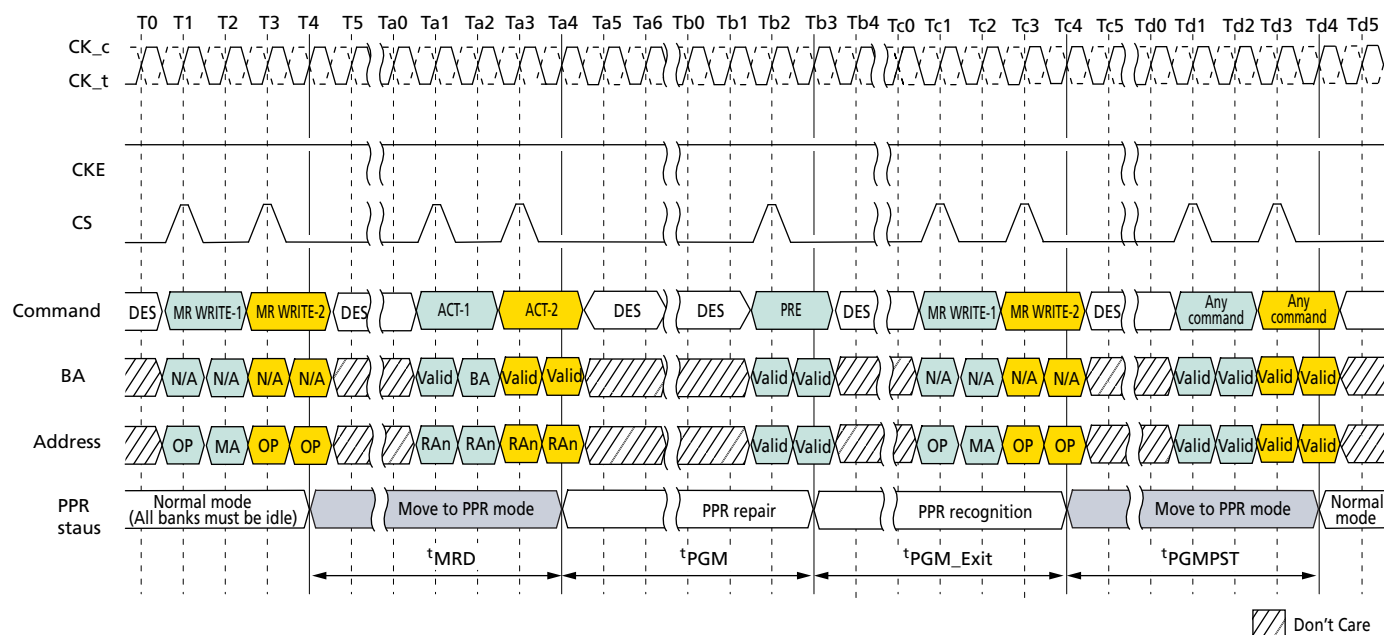 T0 T1 T2 T3 T4 T5 Ta0 Ta1 Ta2 Ta3 Ta4 Ta5 Ta6 Tb0 Tb1 Tb2 Tb3 Tb4 Tc0 Tc1 Tc2 Tc3 Tc4 Tc5 Td0 Td1 Td2 Td3 Td4 Td5
CK_c
CK_t
CKE
CS
Command DES MR WRITE-1 MR WRITE-2 DES ACT-1 ACT-2 DES DES PRE DES MR WRITE-1 MR WRITE-2 DES Any command Any command
BA N/A N/A N/A N/A Valid BA Valid Valid Valid Valid N/A N/A N/A N/A Valid Valid Valid Valid
Address OP MA OP OP RAn RAn RAn RAn Valid Valid OP MA OP OP Valid Valid Valid Valid
PPR staus Normal mode (All banks must be idle) Move to PPR mode PPR repair PPR recognition Move to PPR mode Normal mode
tMRD tPGM tPGM_Exit tPGMPST
Don't Care